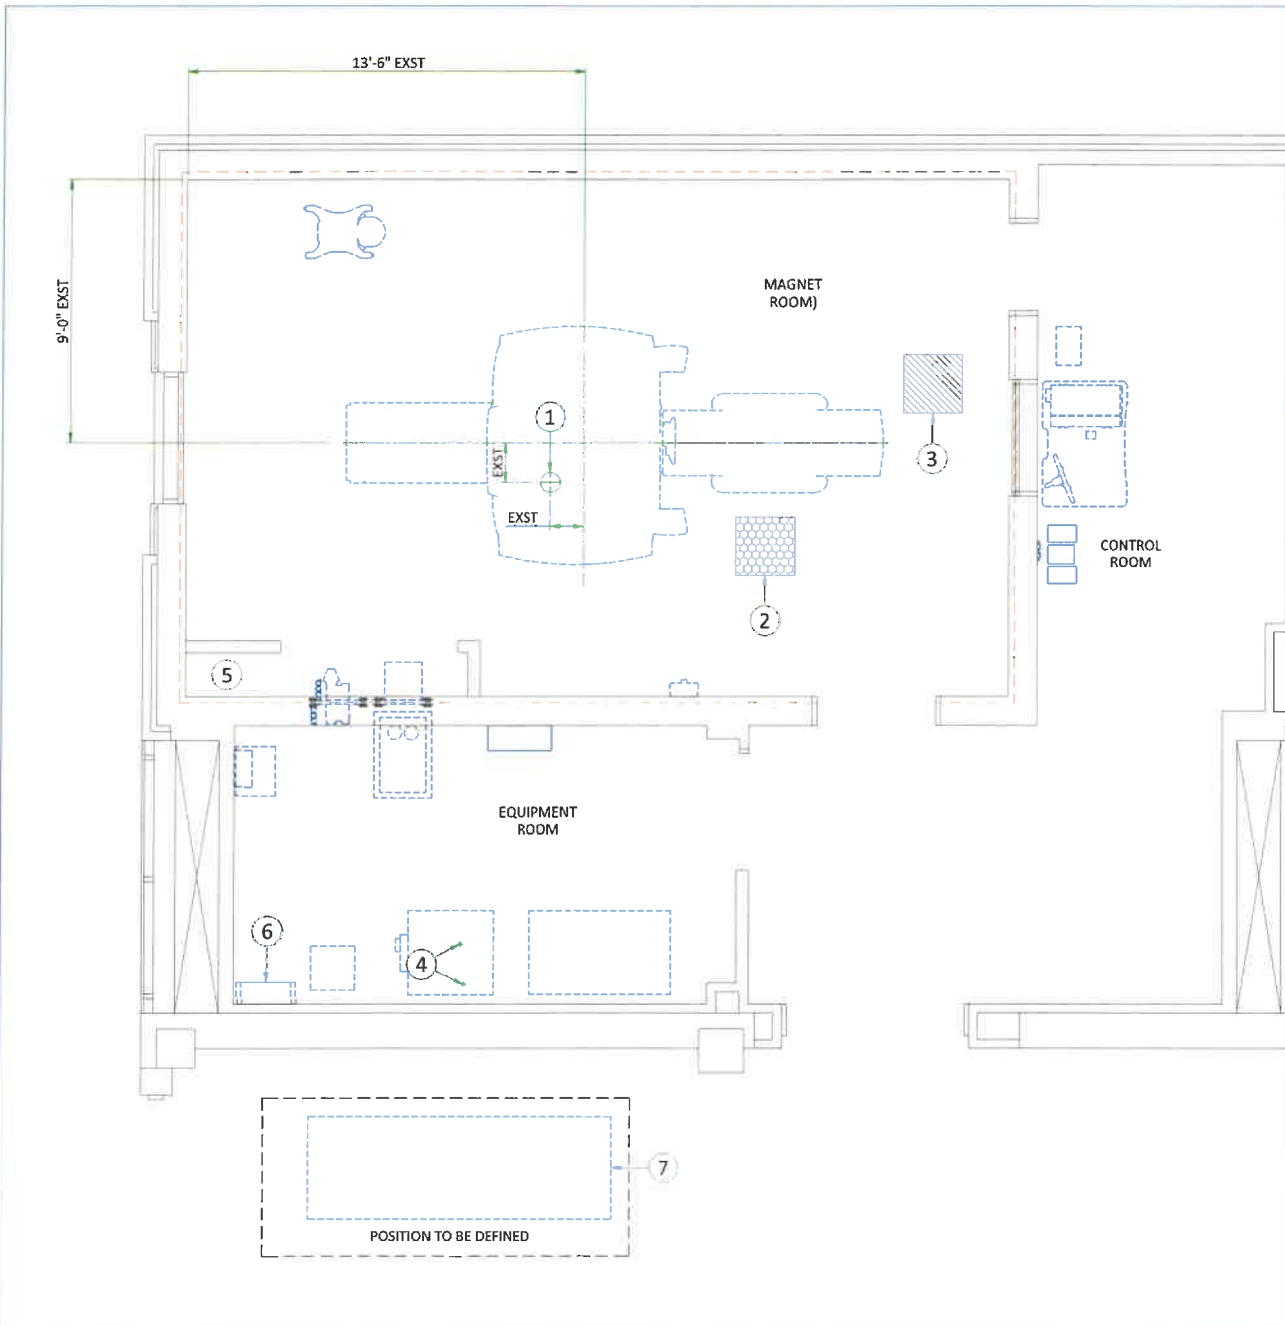 13'-6" EXST
9'-0" EXST
MAGNET
ROOM)
1
EXST
3
EXST
CONTROL
ROOM
2
5
EQUIPMENT
ROOM
6
4
7
POSITION TO BE DEFINED